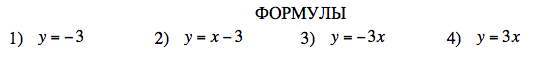 ФОРМУЛЫ
1) y = −3 2) y = x − 3 3) y = −3x 4) y = 3x